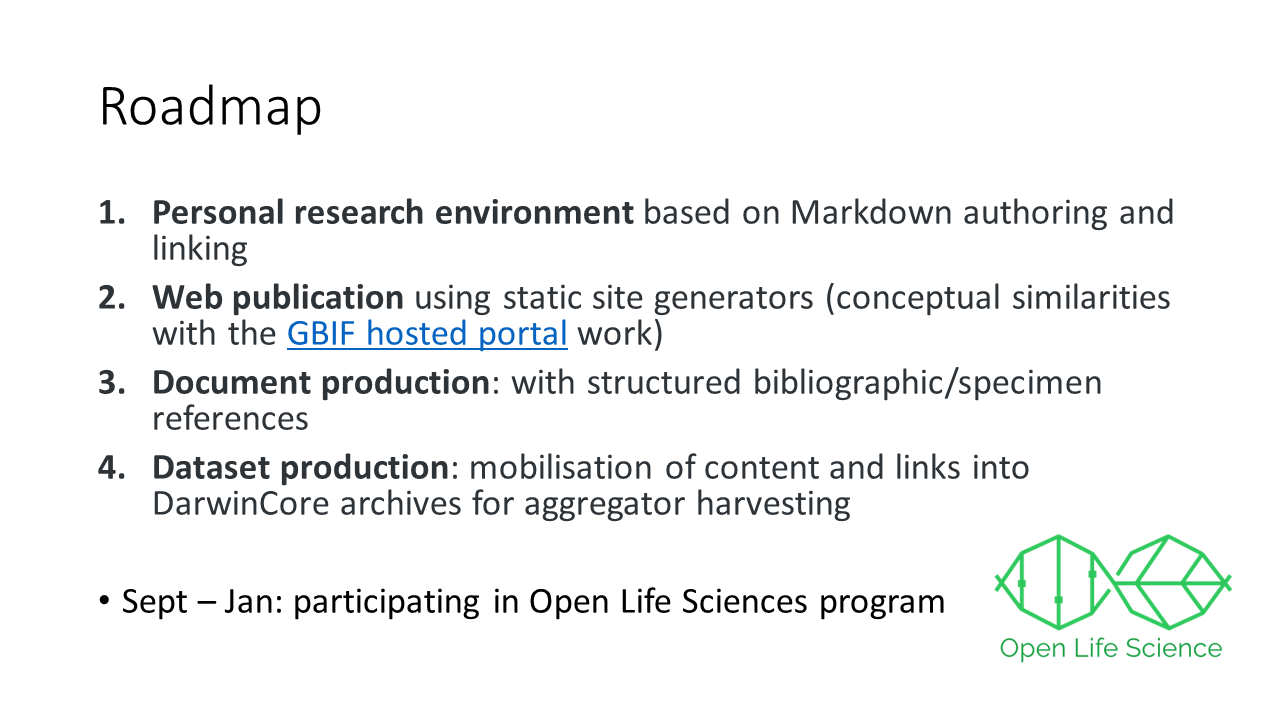 Roadmap
1. Personal research environment based on Markdown authoring and
linking
2. Web publication using static site generators (conceptual similarities
with the GBIF hosted portal work)
3. Document production: with structured bibliographic/specimen
references
4. Dataset production: mobilisation of content and links into
DarwinCore archives for aggregator harvesting
• Sept – Jan: participating in Open Life Sciences program
Open Life Science